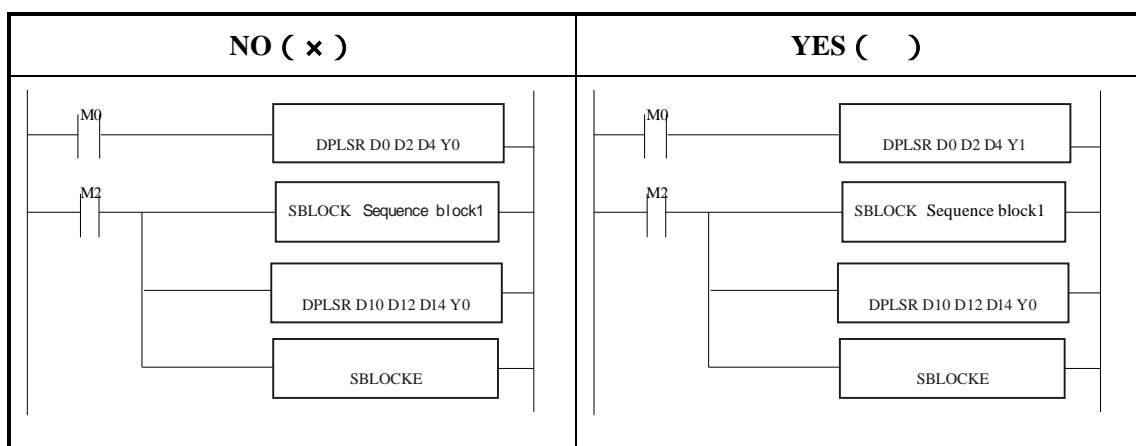 NO ( × )
YES ( )
M0
DPLSR D0 D2 D4 Y0
M2
SBLOCK Sequence block1
DPLSR D10 D12 D14 Y0
SBLOCKE
M0
DPLSR D0 D2 D4 Y1
M2
SBLOCK Sequence block1
DPLSR D10 D12 D14 Y0
SBLOCKE